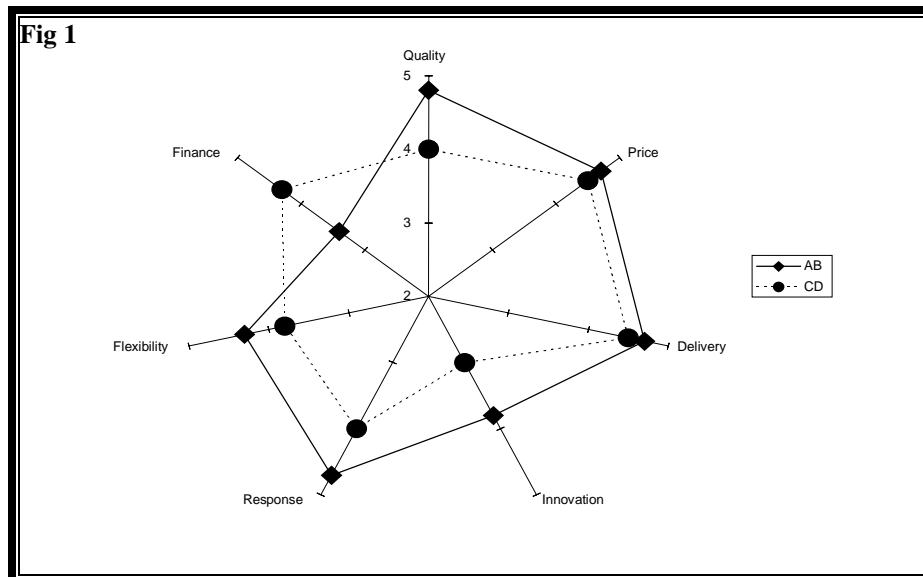 Fig 1
Quality
5
Finance
4
Price
3
AB
CD
2
Flexibility
Delivery
Response
Innovation